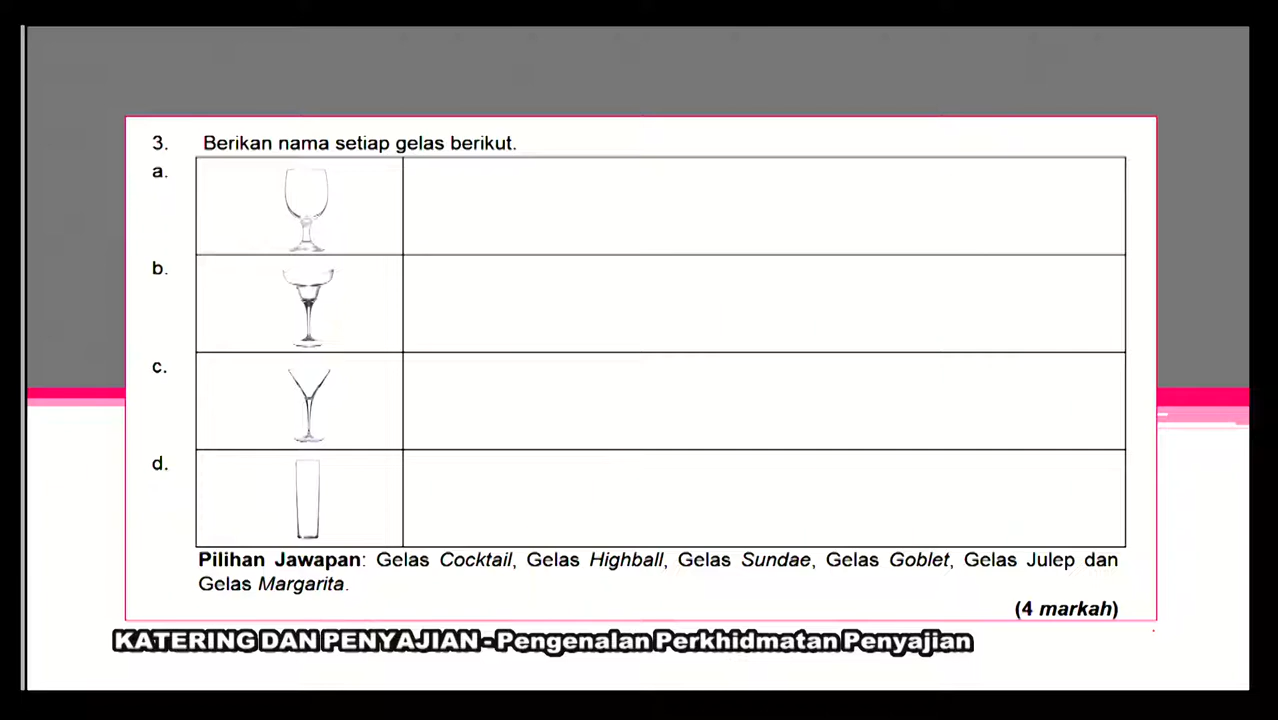 3. Berikan nama setiap gelas berikut.
a.
b.
c.
d.
Pilihan Jawapan: Gelas Cocktail, Gelas Highball, Gelas Sundae, Gelas Goblet, Gelas Julep dan
Gelas Margarita.
(4 markah)
KATERING DAN PENYAJIAN - Pengenalan Perkhidmatan Penyajian